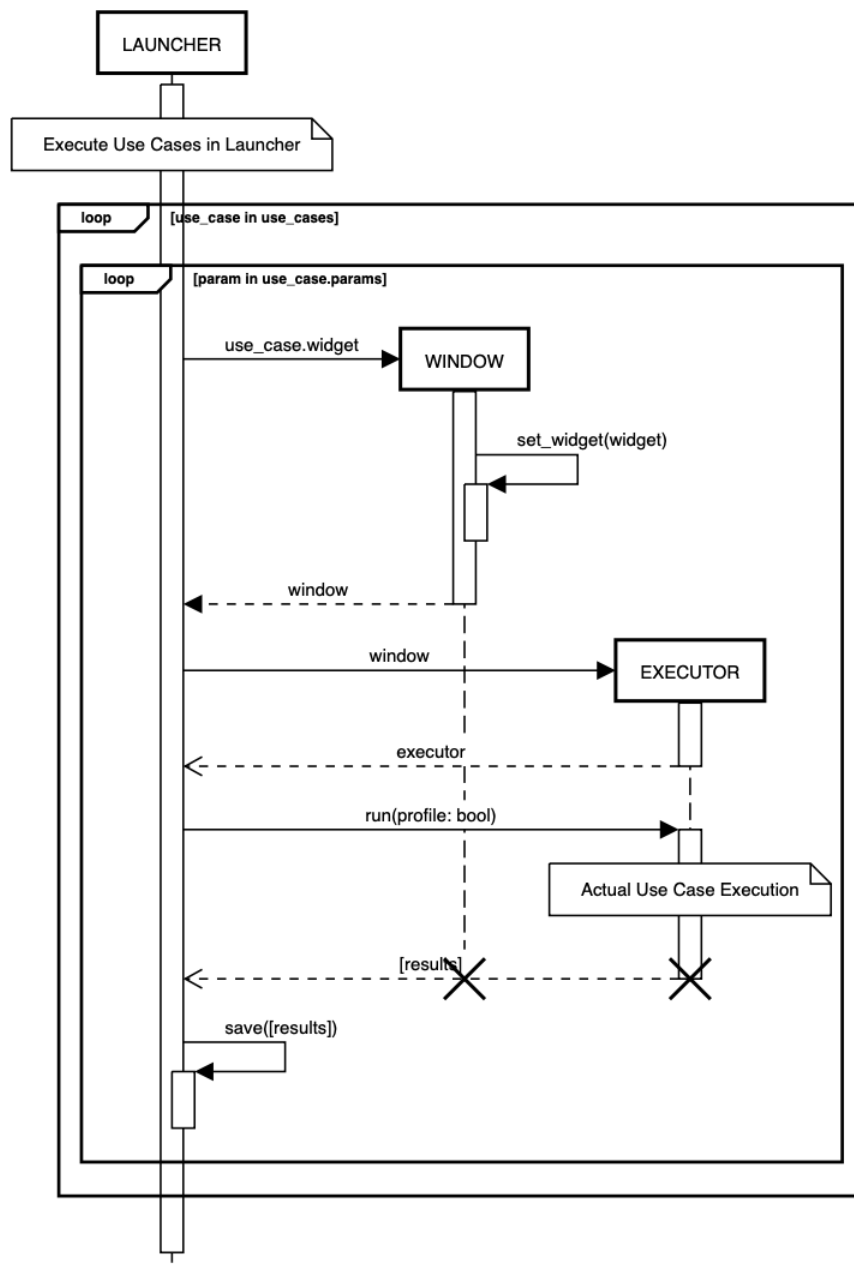 LAUNCHER
Execute Use Cases in Launcher
loop [use_case in use_cases]
loop [param in use_case.params]
use_case.widget
WINDOW
set_widget(widget)
window
window
EXECUTOR
executor
run(profile: bool)
Actual Use Case Execution
[results]
save([results])